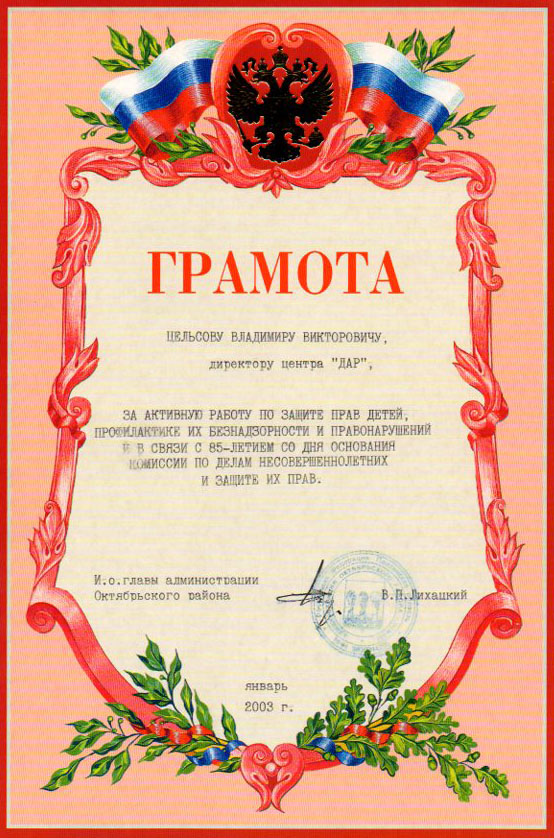 ГРАМОТА
ЦЕЛЬСОВУ ВЛАДИМИРУ ВИКТОРОВИЧУ,
директору центра "ДАР",
ЗА АКТИВНУЮ РАБОТУ ПО ЗАЩИТЕ ПРАВ ДЕТЕЙ,
ПРОФИЛАКТИКЕ ИХ БЕЗНАДЗОРНОСТИ И ПРАВОНАРУШЕНИЙ
И В СВЯЗИ С 85-ЛЕТИЕМ СО ДНЯ ОСНОВАНИЯ
КОМИССИИ ПО ДЕЛАМ НЕСОВЕРШЕННОЛЕТНИХ
И ЗАЩИТЕ ИХ ПРАВ.
И.о.главы администрации
Октябрьского района
В.П.Лихацкий
январь
2003 г.